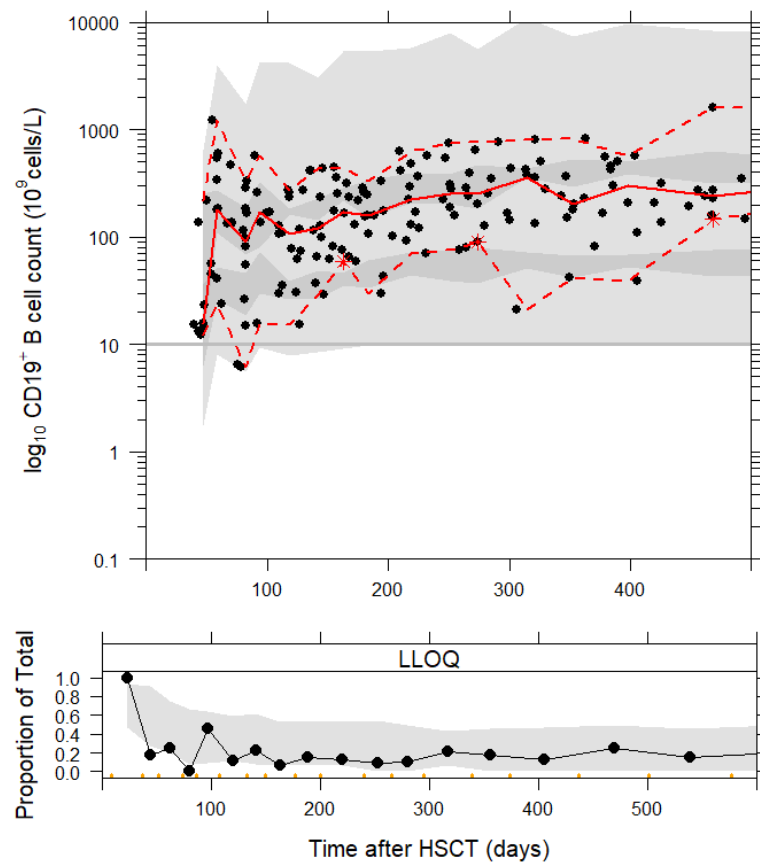 10000
1000
100
10
1
0.1
log₁₀ CD19⁺ B cell count (10⁹ cells/L)
100 200 300 400
LLOQ
1.0
0.8
0.6
0.4
0.2
0.0
Proportion of Total
100 200 300 400 500
Time after HSCT (days)